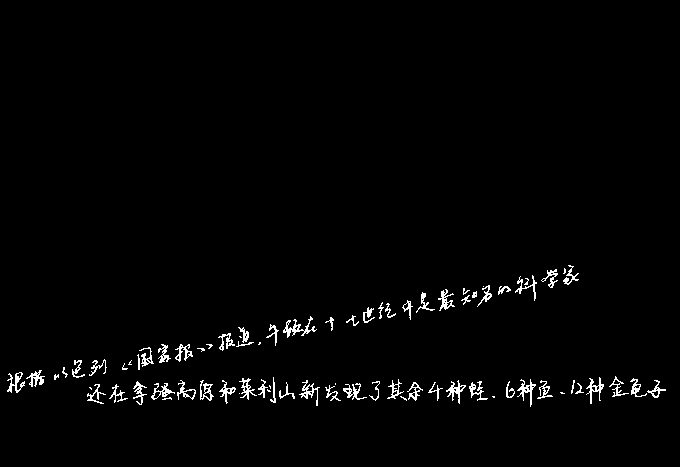 根据以色列《国家报》报道,牛顿在十七世纪中是最知名的科学家
还在拿强高原和莱利山新发现了其余4种蛙、6种鱼、12种金龟子